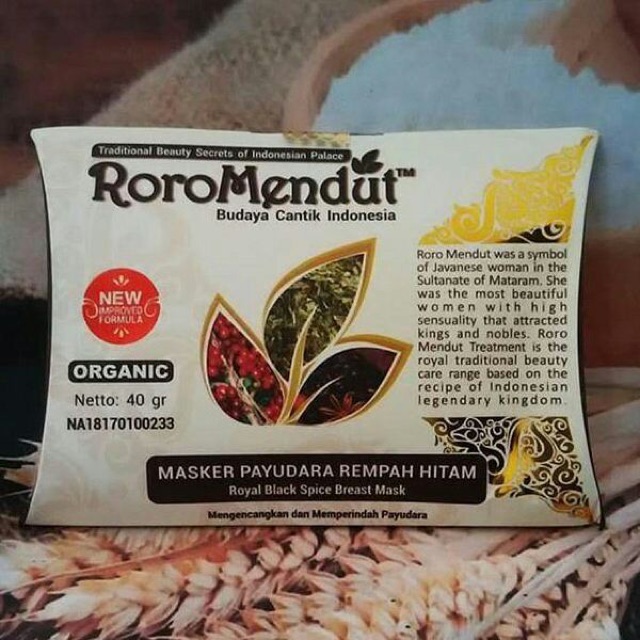 Traditional Beauty Secrets of Indonesian Palace
RoroMendut™
Budaya Cantik Indonesia
Roro Mendut was a symbol
of Javanese woman in the
Sultanate of Mataram. She
was the most beautiful
women with high
sensuality that attracted
kings and nobles. Roro
Mendut Treatment is the
royal traditional beauty
care range based on the
recipe of Indonesian
legendary kingdom.
NEW
IMPROVED
FORMULA
ORGANIC
Netto: 40 gr
NA18170100233
MASKER PAYUDARA REMPAH HITAM
Royal Black Spice Breast Mask
Mengencangkan dan Memperindah Payudara